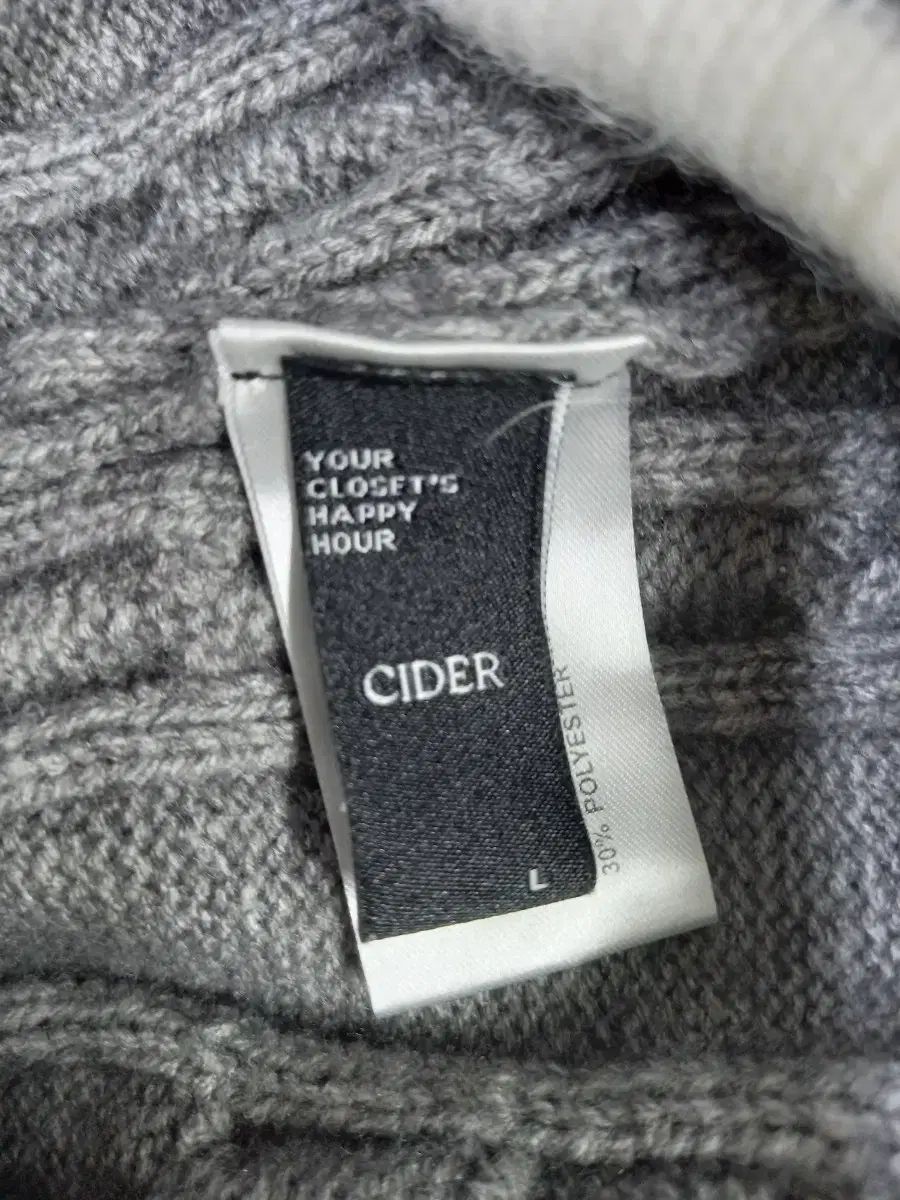 YOUR
CLOSET'S
HAPPY
HOUR
CIDER
L
30% POLYESTER